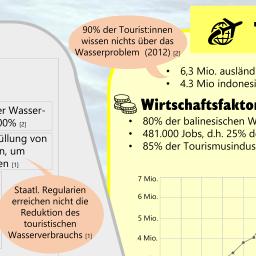 90% der Tourist:innen
wissen nichts über das
Wasserproblem (2012) [2]
6,3 Mio. ausländ
4.3 Mio indonesi
Wirtschaftsfaktor
80% der balinesischen W
481.000 Jobs, d.h. 25% d
85% der Tourismusindus
er Wasser-
00% [2]
üllung von
n, um
en [1]
Staatl. Regularien
erreichen nicht die
Reduktion des
touristischen
Wasserverbrauchs [1]
7 Mio.
6 Mio.
5 Mio.
4 Mio.